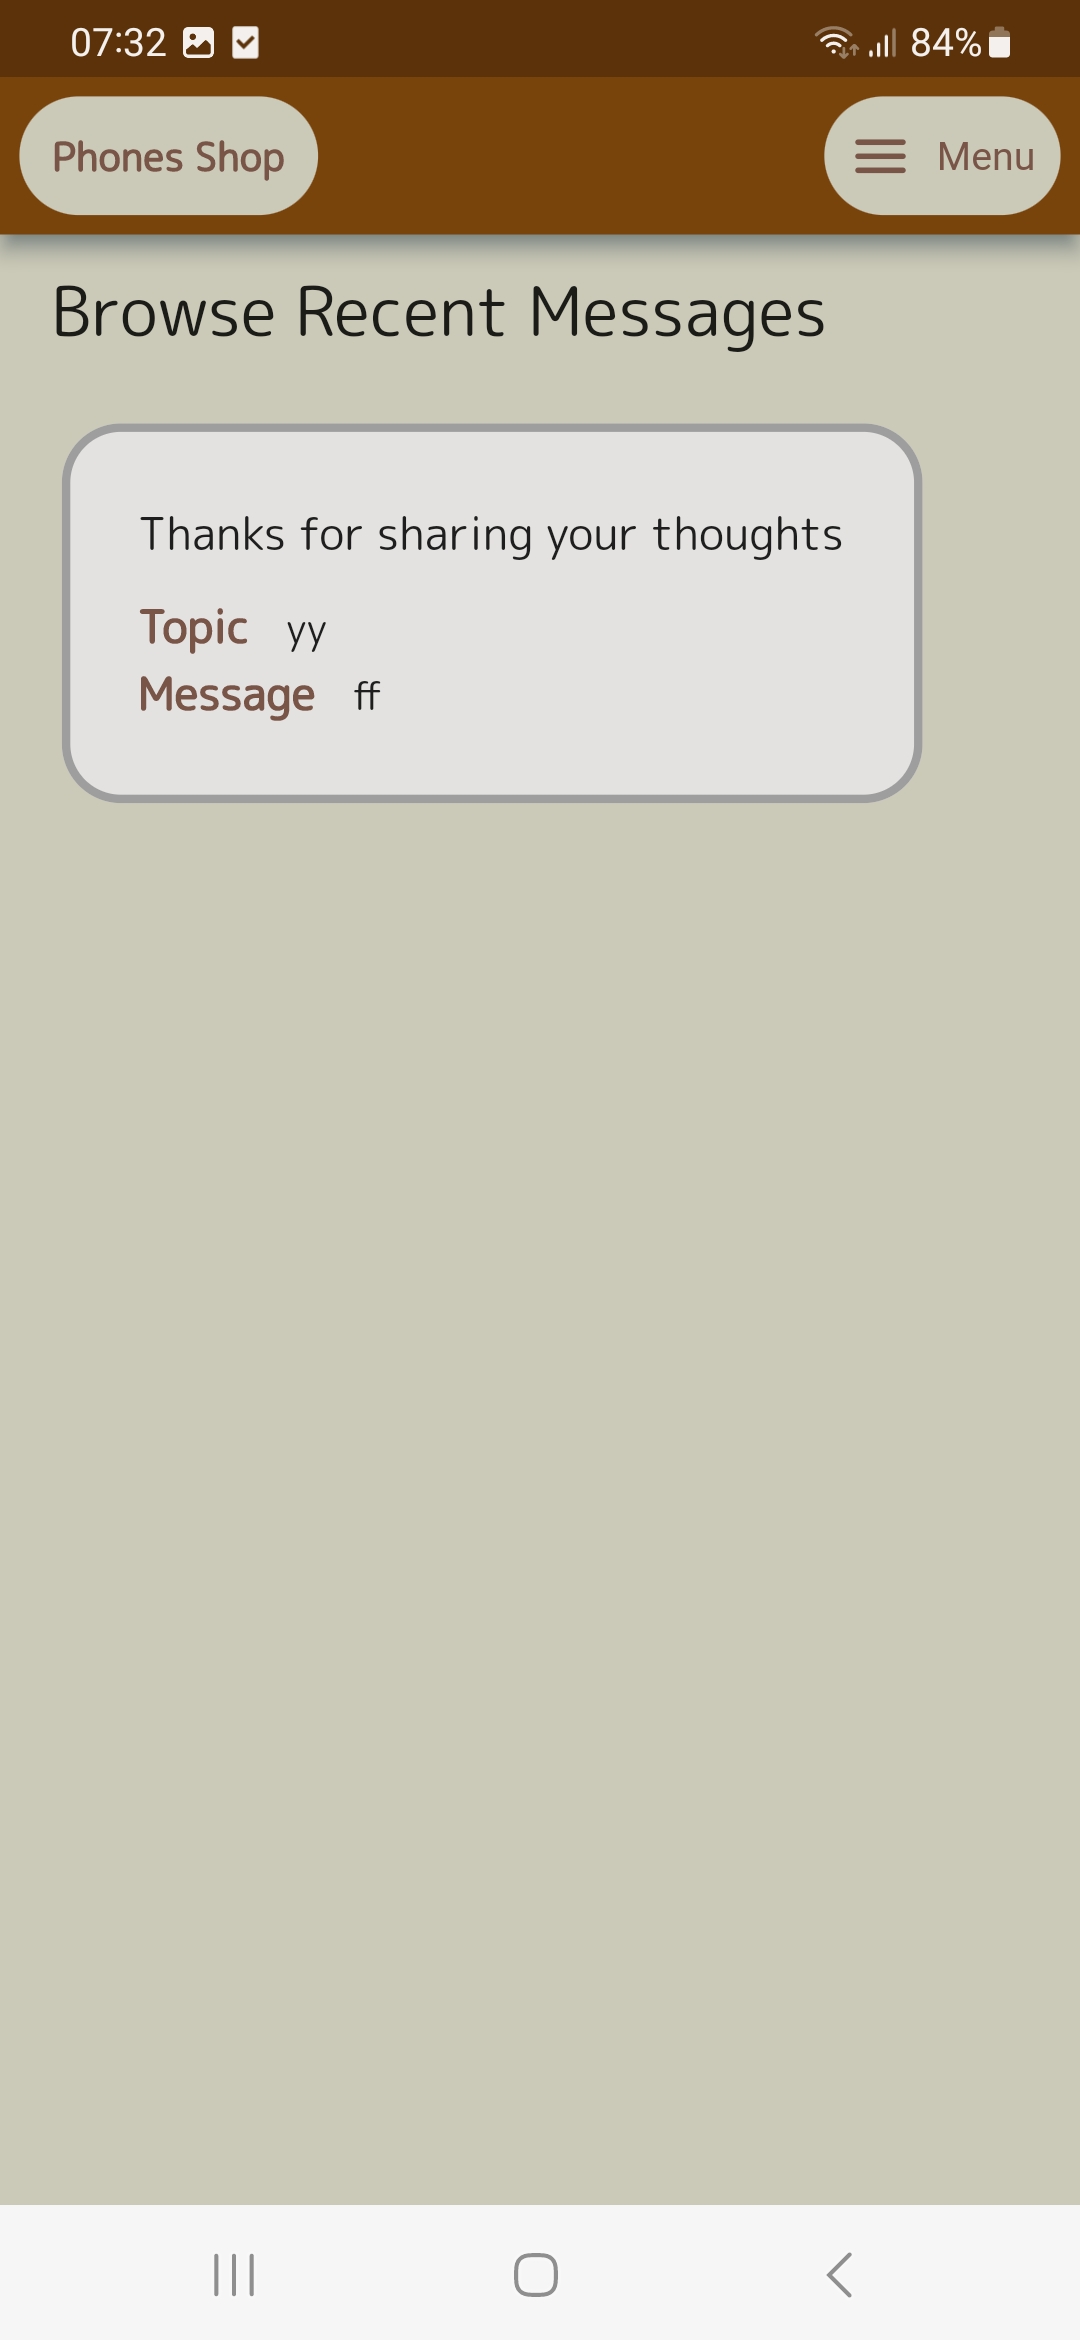 07:32 84%
Phones Shop Menu
Browse Recent Messages
Thanks for sharing your thoughts
Topic yy
Message ff